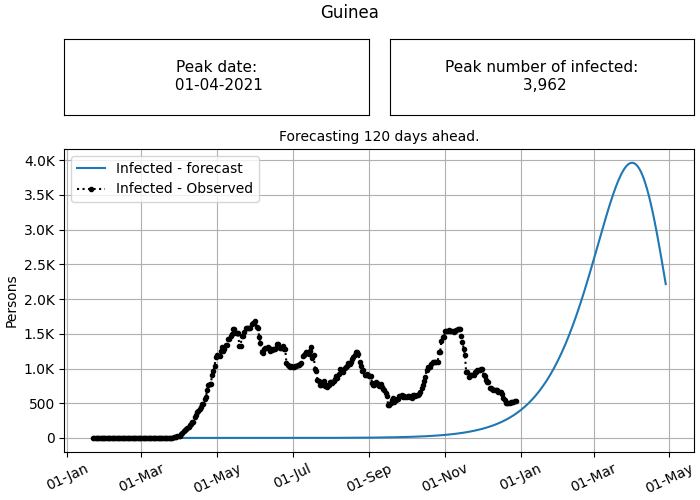 Guinea
Peak date:
01-04-2021
Peak number of infected:
3,962
Forecasting 120 days ahead.
Infected - forecast
Infected - Observed
4.0K
3.5K
3.0K
2.5K
2.0K
1.5K
1.0K
500
0
Persons
01-Jan
01-Mar
01-May
01-Jul
01-Sep
01-Nov
01-Jan
01-Mar
01-May